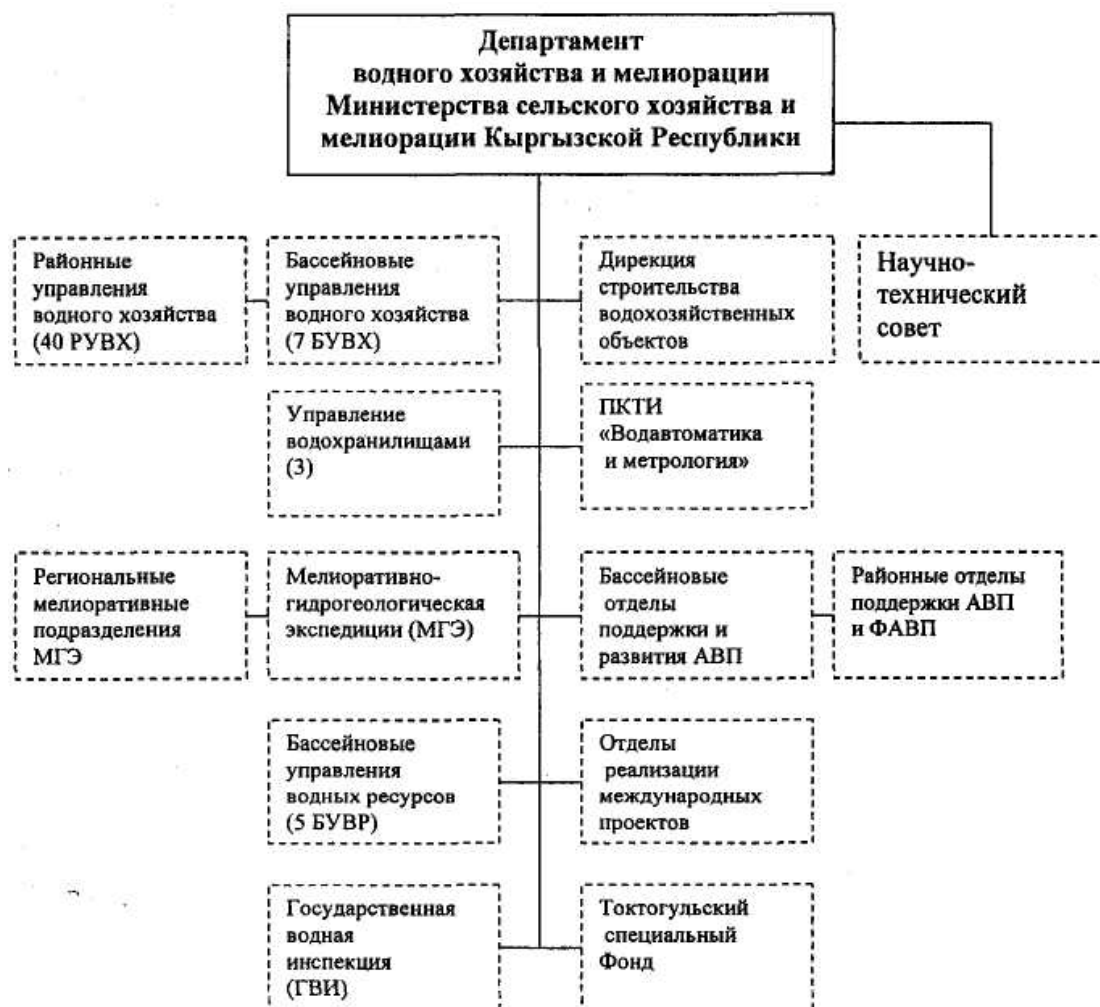 Департамент
водного хозяйства и мелиорации
Министерства сельского хозяйства и
мелиорации Кыргызской Республики
Районные
управления
водного хозяйства
(40 РУВХ)
Бассейновые
управления
водного хозяйства
(7 БУВХ)
Дирекция
строительства
водохозяйственных
объектов
Научно-
технический
совет
Управление
водохранилищами
(3)
ПКТИ
«Водавтоматика
и метрология»
Региональные
мелиоративные
подразделения
МГЭ
Мелиоративно-
гидрогеологическая
экспедиции (МГЭ)
Бассейновые
отделы
поддержки и
развития АВП
Районные отделы
поддержки АВП
и ФАВП
Бассейновые
управления
водных ресурсов
(5 БУВР)
Отделы
реализации
международных
проектов
Государственная
водная
инспекция
(ГВИ)
Токтогульский
специальный
Фонд